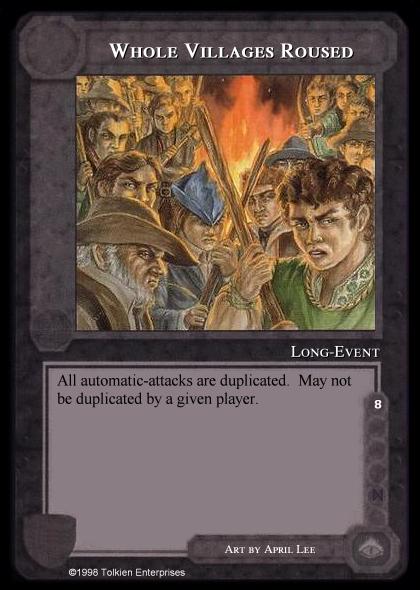 Whole Villages Roused
Long-Event
All automatic-attacks are duplicated.  May not
be duplicated by a given player.
8
Art by April Lee
©1998 Tolkien Enterprises